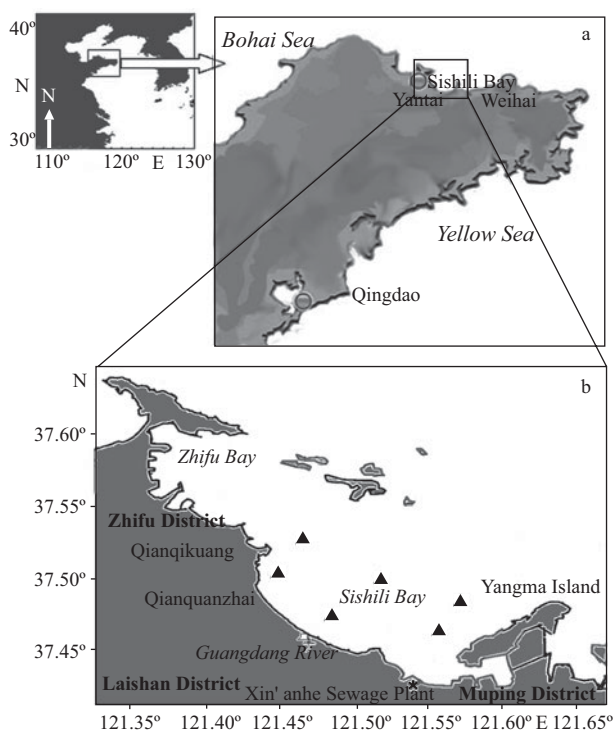 40º
N
N
30º
110º
120º
E
130º
a
Bohai Sea
Sishili Bay
Yantai
Weihai
Yellow Sea
Qingdao
N
b
37.60º
Zhifu Bay
37.55º
Zhifu District
Qianqikuang
37.50º
Qianquanzhai
Sishili Bay
Yangma Island
Guangdang River
37.45º
Laishan District
Xin' anhe Sewage Plant
Muping District
121.35º 121.40º 121.45º 121.50º 121.55º 121.60º E 121.65º